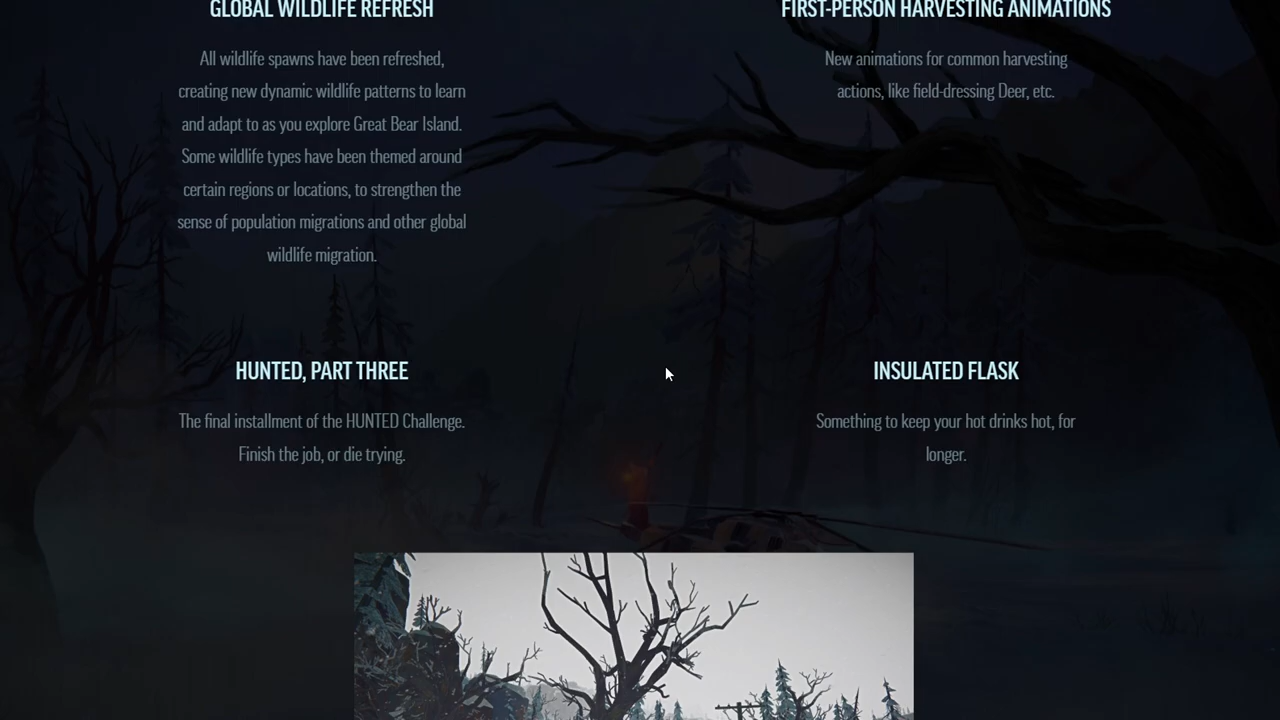 GLOBAL WILDLIFE REFRESH
All wildlife spawns have been refreshed,
creating new dynamic wildlife patterns to learn
and adapt to as you explore Great Bear Island.
Some wildlife types have been themed around
certain regions or locations, to strengthen the
sense of population migrations and other global
wildlife migration.
FIRST-PERSON HARVESTING ANIMATIONS
New animations for common harvesting
actions, like field-dressing Deer, etc.
HUNTED, PART THREE
The final installment of the HUNTED Challenge.
Finish the job, or die trying.
INSULATED FLASK
Something to keep your hot drinks hot, for
longer.